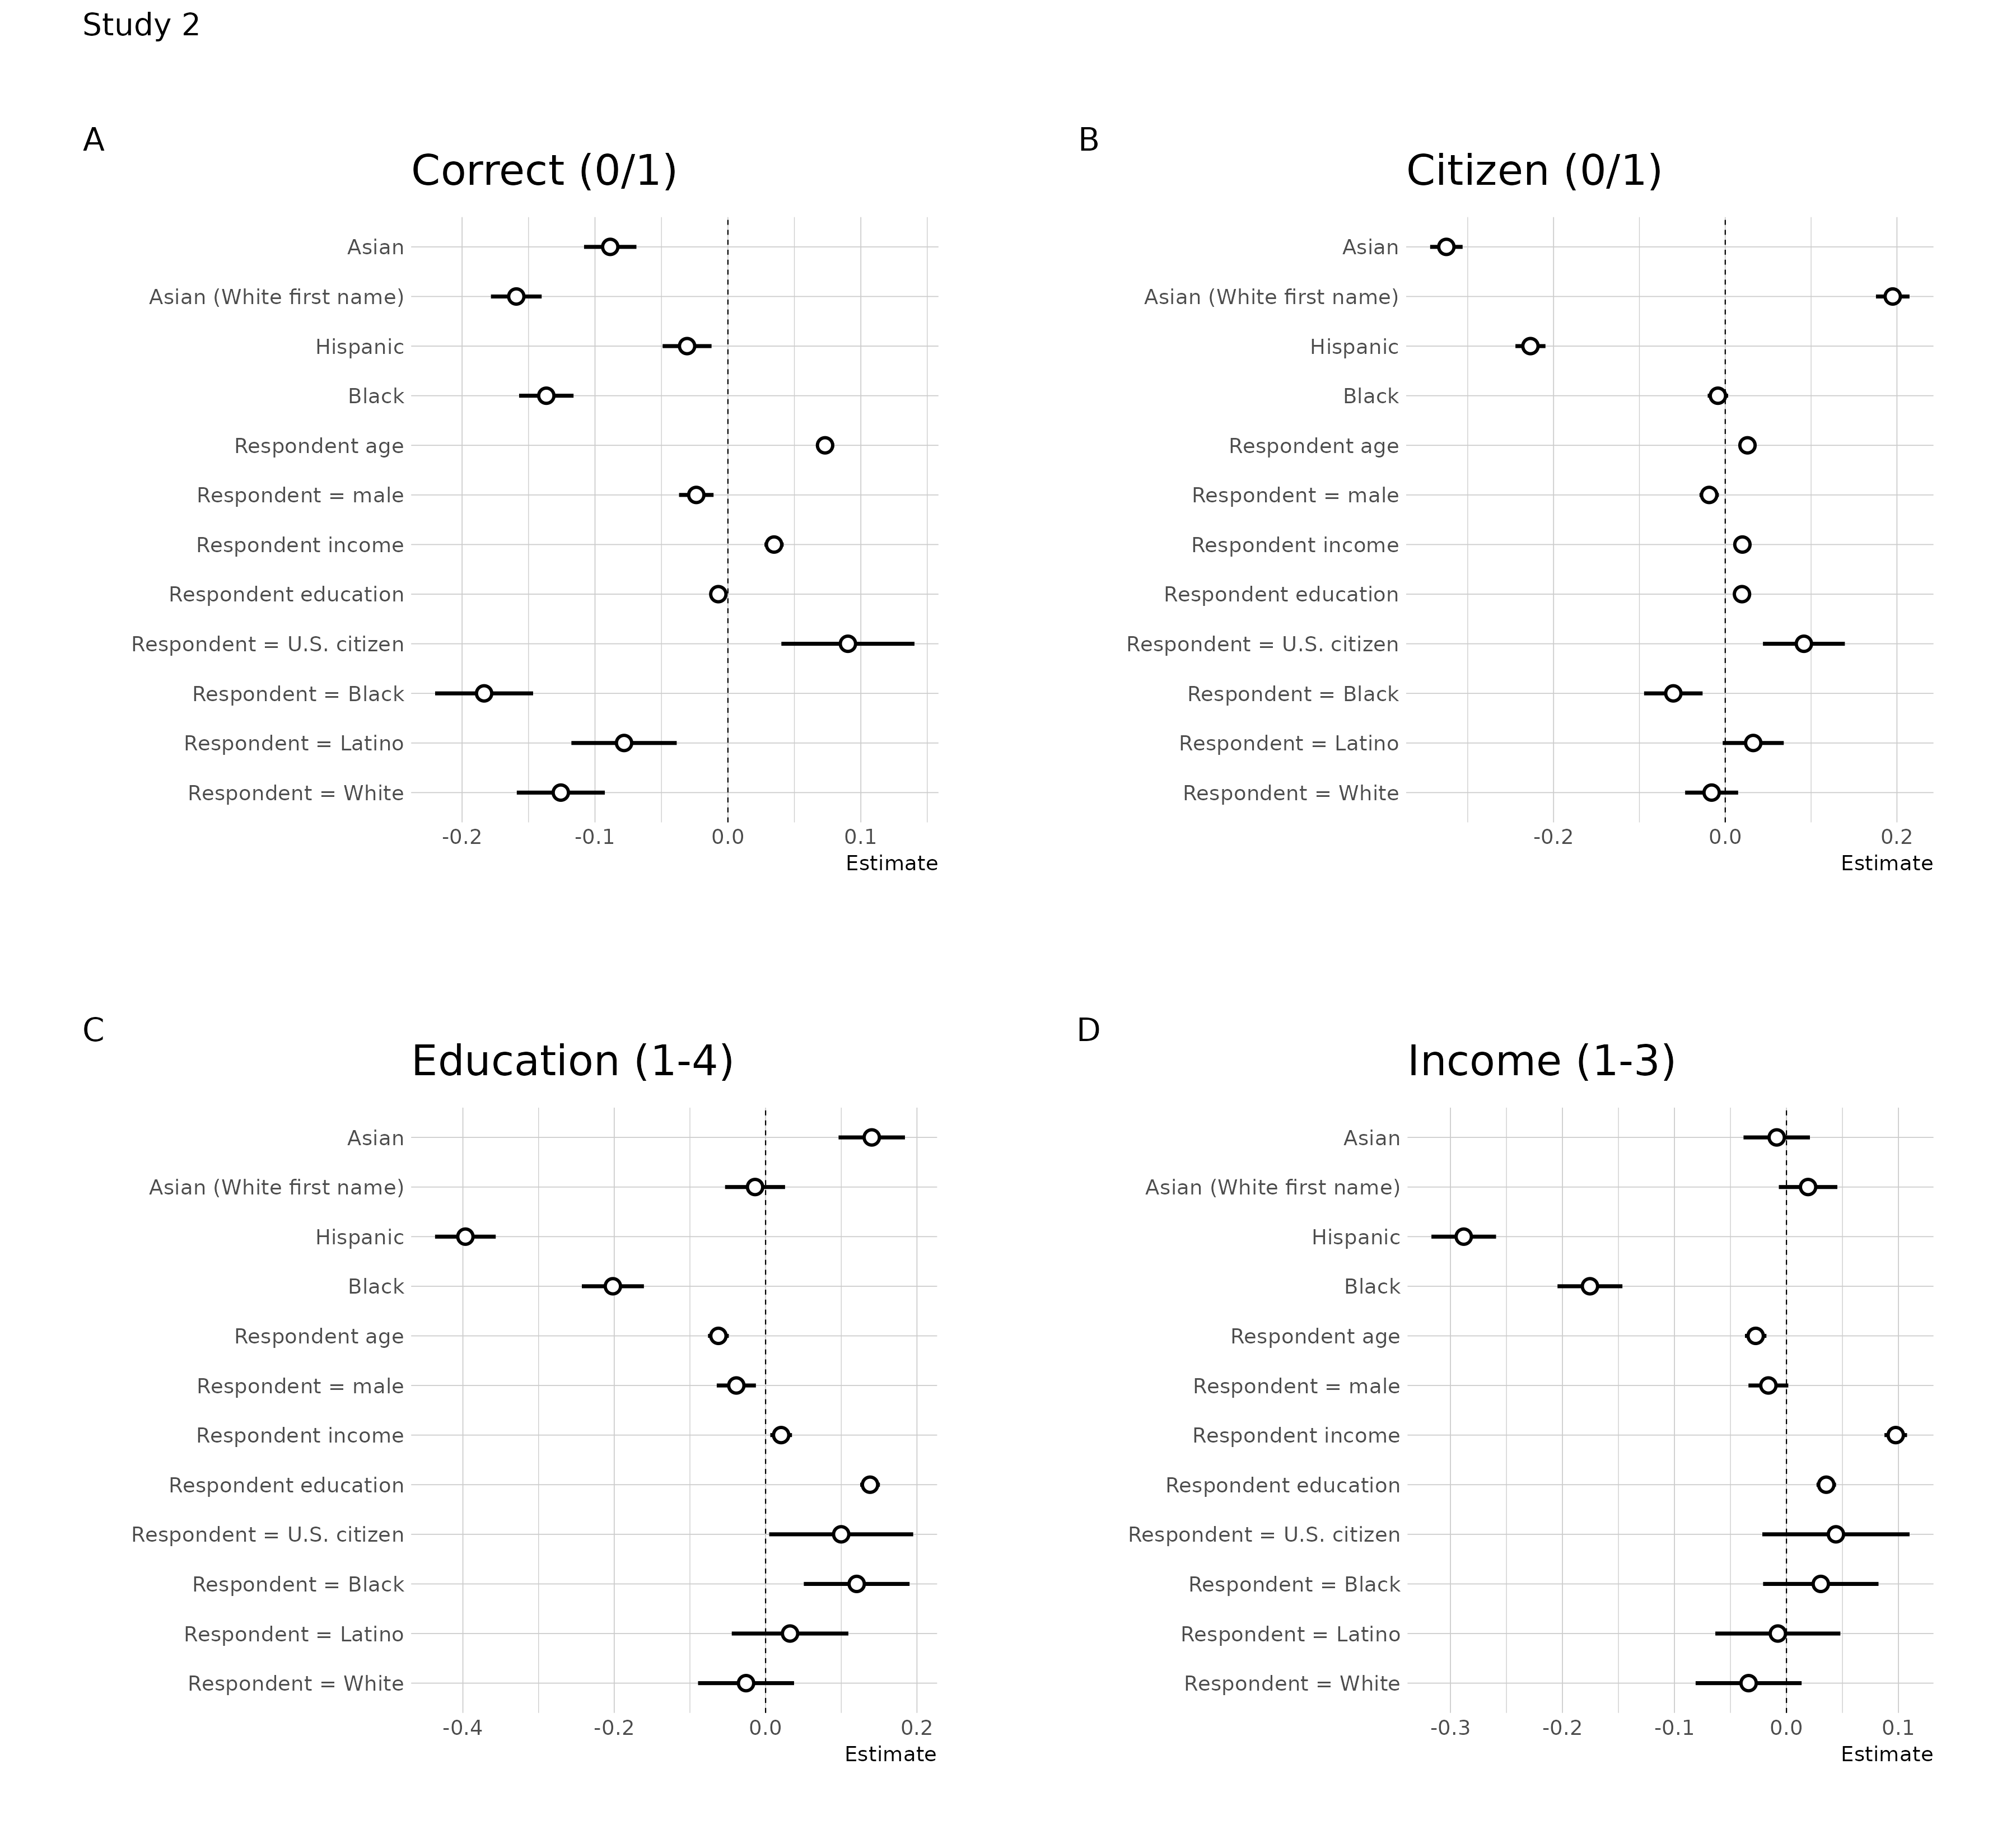 Study 2
A
Correct (0/1)
Asian
Asian (White first name)
Hispanic
Black
Respondent age
Respondent = male
Respondent income
Respondent education
Respondent = U.S. citizen
Respondent = Black
Respondent = Latino
Respondent = White
-0.2 -0.1 0.0 0.1
Estimate
B
Citizen (0/1)
Asian
Asian (White first name)
Hispanic
Black
Respondent age
Respondent = male
Respondent income
Respondent education
Respondent = U.S. citizen
Respondent = Black
Respondent = Latino
Respondent = White
-0.2 0.0 0.2
Estimate
C
Education (1-4)
Asian
Asian (White first name)
Hispanic
Black
Respondent age
Respondent = male
Respondent income
Respondent education
Respondent = U.S. citizen
Respondent = Black
Respondent = Latino
Respondent = White
-0.4 -0.2 0.0 0.2
Estimate
D
Income (1-3)
Asian
Asian (White first name)
Hispanic
Black
Respondent age
Respondent = male
Respondent income
Respondent education
Respondent = U.S. citizen
Respondent = Black
Respondent = Latino
Respondent = White
-0.3 -0.2 -0.1 0.0 0.1
Estimate